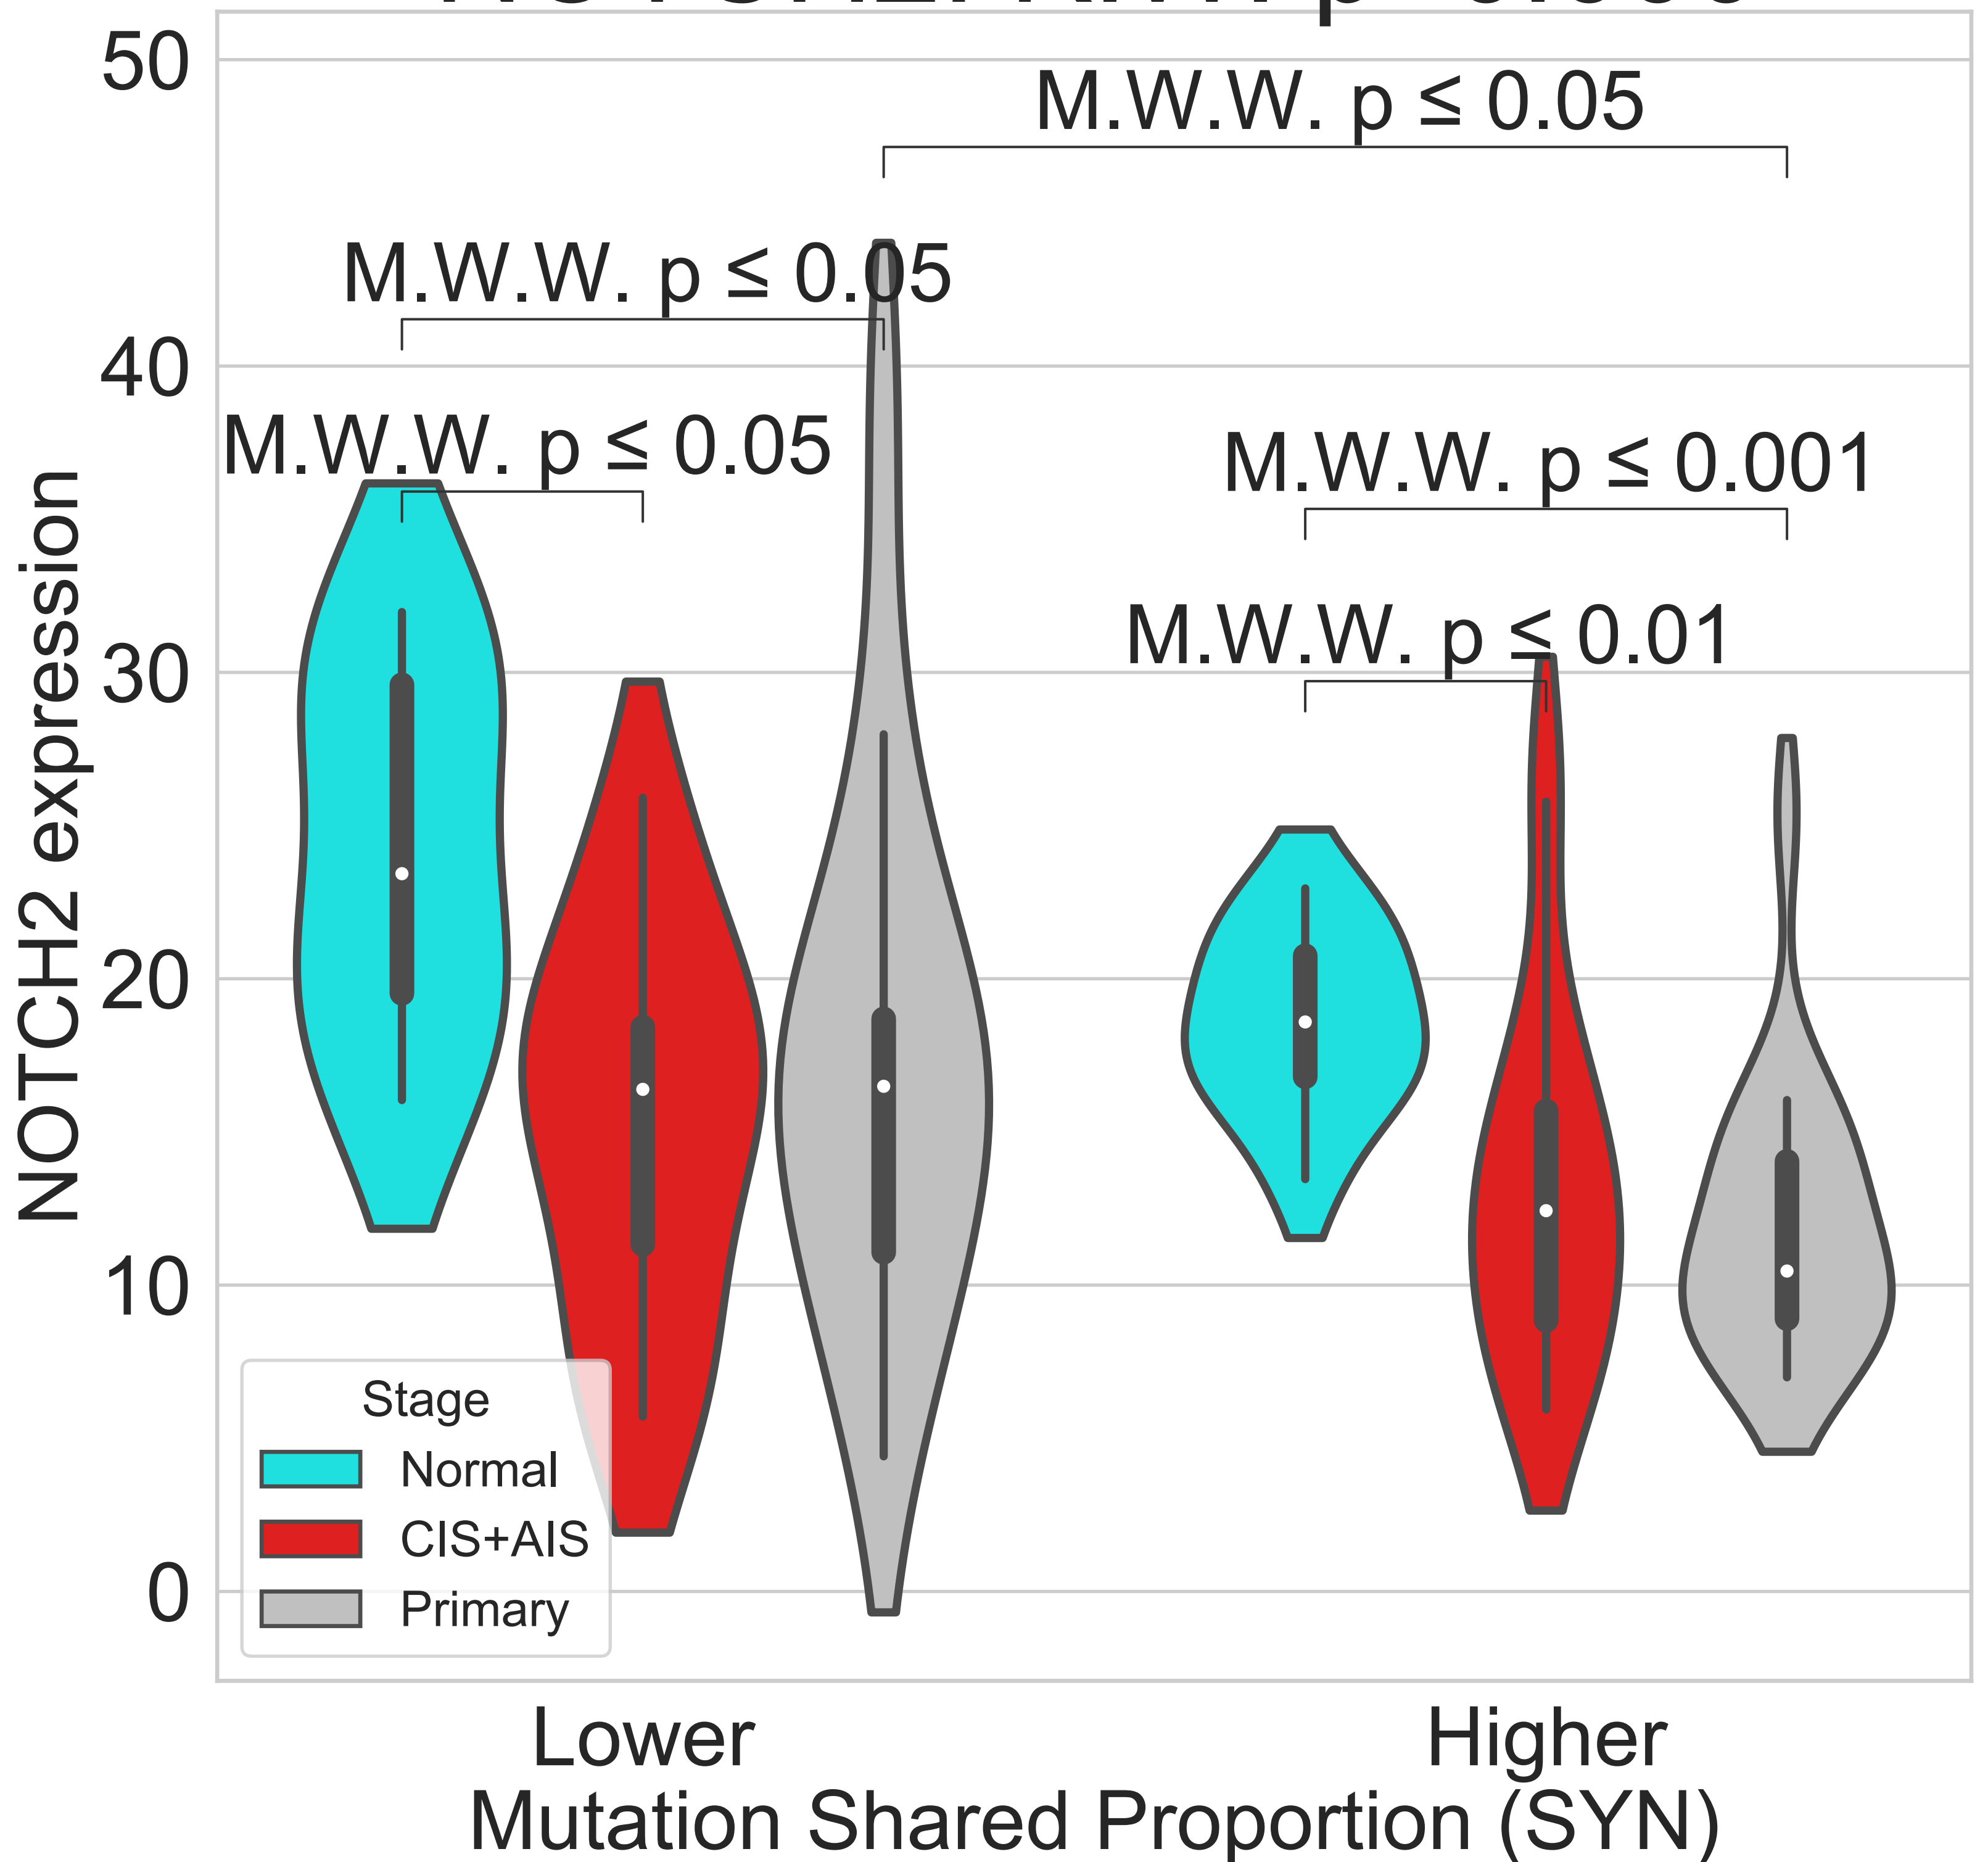 50
M.W.W. p ≤ 0.05
M.W.W. p ≤ 0.05
40
M.W.W. p ≤ 0.05
M.W.W. p ≤ 0.001
M.W.W. p ≤ 0.01
30
20
10
0
NOTCH2 expression
Stage
Normal
CIS+AIS
Primary
Lower
Higher
Mutation Shared Proportion (SYN)